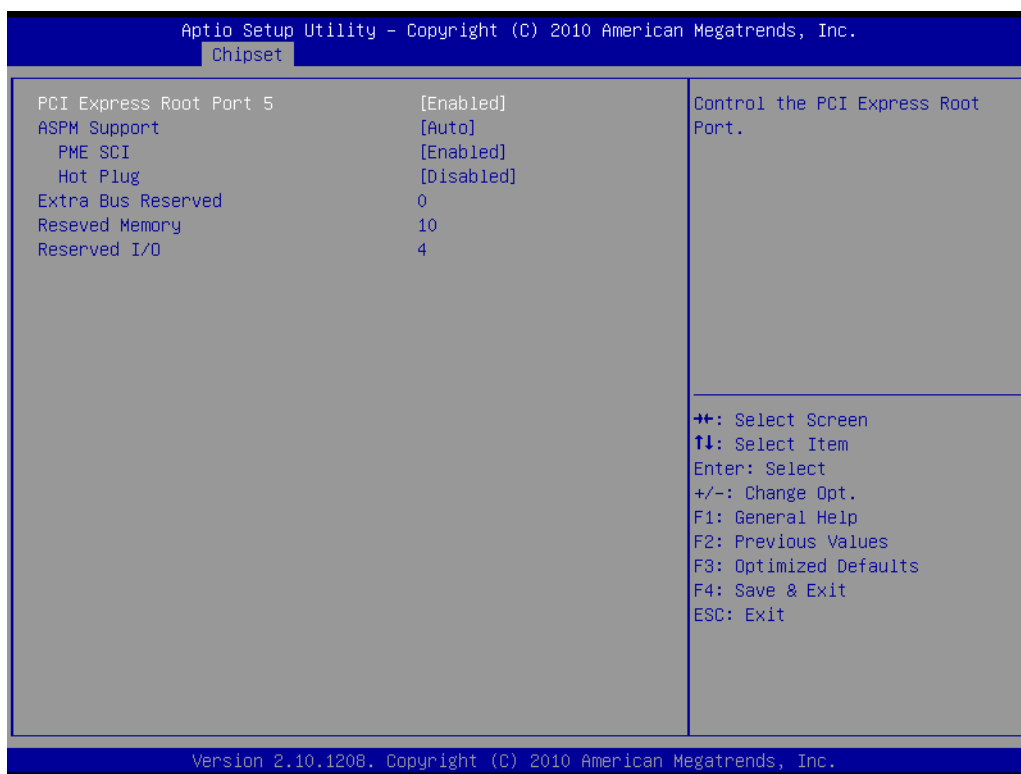 Aptio Setup Utility – Copyright (C) 2010 American Megatrends, Inc.
Chipset
PCI Express Root Port 5 [Enabled]
ASPM Support [Auto]
PME SCI [Enabled]
Hot Plug [Disabled]
Extra Bus Reserved 0
Reseved Memory 10
Reserved I/O 4
Control the PCI Express Root
Port.
→←: Select Screen
↑↓: Select Item
Enter: Select
+/-: Change Opt.
F1: General Help
F2: Previous Values
F3: Optimized Defaults
F4: Save & Exit
ESC: Exit
Version 2.10.1208. Copyright (C) 2010 American Megatrends, Inc.